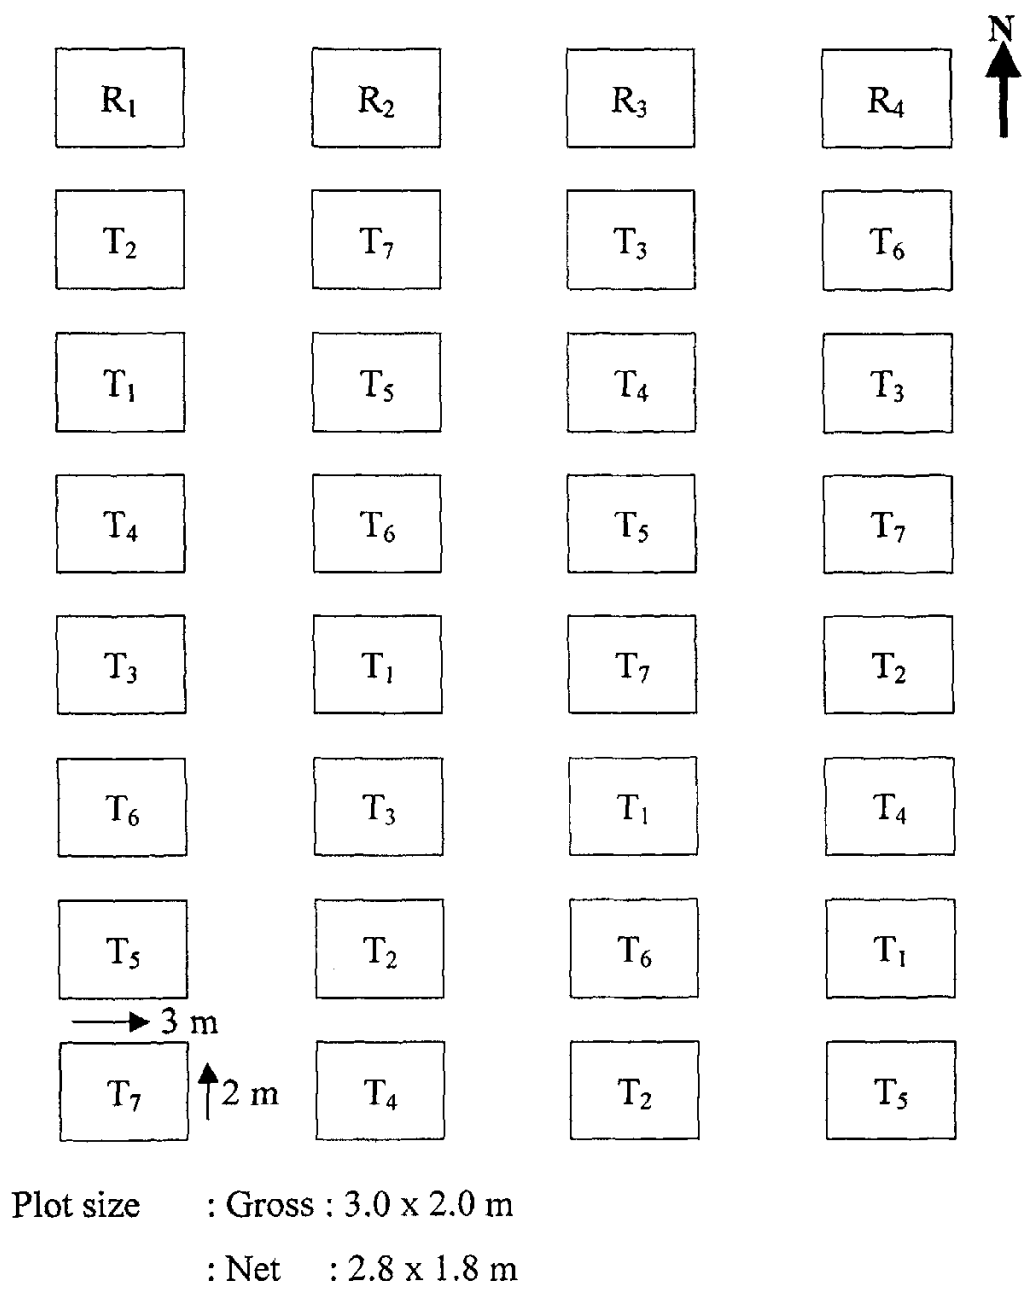 N
R₁ R₂ R₃ R₄
T₂ T₇ T₃ T₆
T₁ T₅ T₄ T₃
T₄ T₆ T₅ T₇
T₃ T₁ T₇ T₂
T₆ T₃ T₁ T₄
T₅ T₂ T₆ T₁
3 m
T₇ 2 m T₄ T₂ T₅
Plot size : Gross : 3.0 x 2.0 m
: Net : 2.8 x 1.8 m